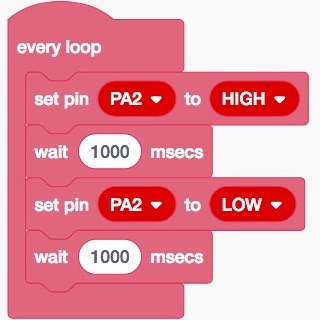 every loop
set pin PA2 to HIGH
wait 1000 msecs
set pin PA2 to LOW
wait 1000 msecs